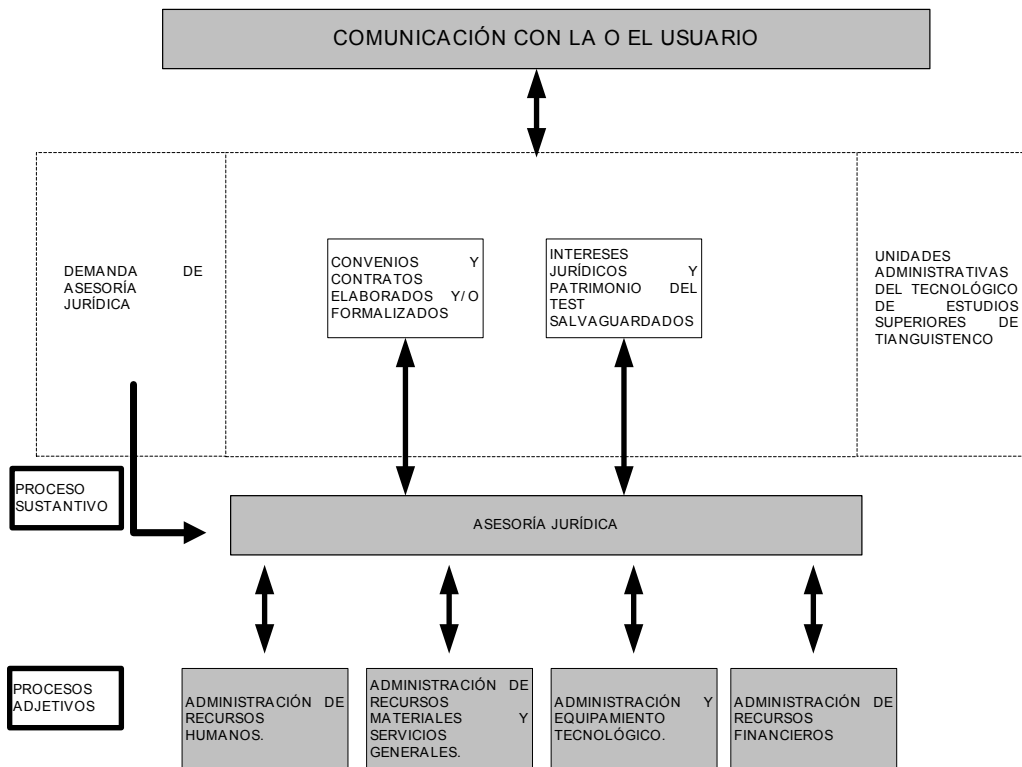 COMUNICACIÓN CON LA O EL USUARIO
DEMANDA DE
ASESORÍA
JURÍDICA
CONVENIOS Y
CONTRATOS
ELABORADOS Y/O
FORMALIZADOS
INTERESES
JURÍDICOS Y
PATRIMONIO DEL
TEST
SALVAGUARDADOS
UNIDADES
ADMINISTRATIVAS
DEL TECNOLÓGICO
DE ESTUDIOS
SUPERIORES DE
TIANGUISTENCO
PROCESO
SUSTANTIVO
ASESORÍA JURÍDICA
PROCESOS
ADJETIVOS
ADMINISTRACIÓN DE
RECURSOS
HUMANOS.
ADMINISTRACIÓN DE
RECURSOS
MATERIALES Y
SERVICIOS
GENERALES.
ADMINISTRACIÓN Y
EQUIPAMIENTO
TECNOLÓGICO.
ADMINISTRACIÓN DE
RECURSOS
FINANCIEROS